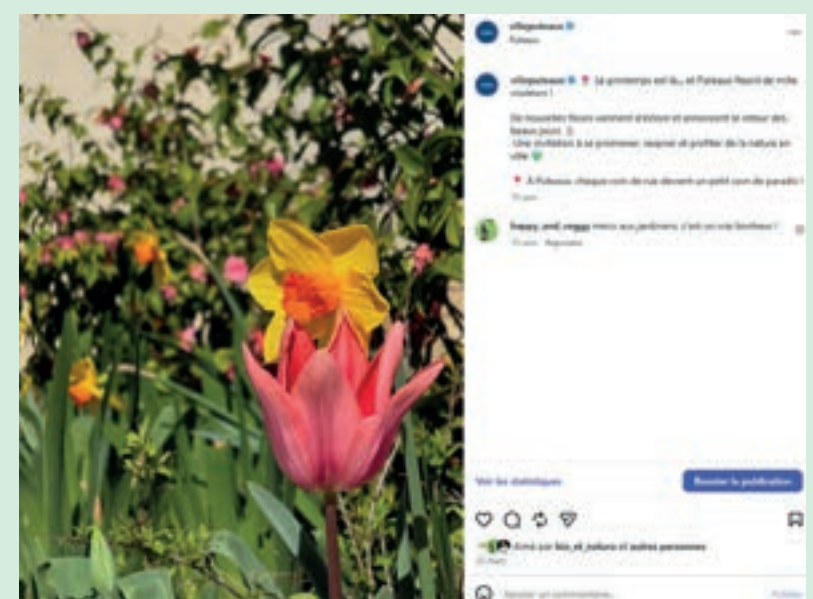 villeputeaux
Puteaux
villeputeaux Le printemps est là... et Puteaux fleurit de mille
couleurs !
De nouvelles fleurs viennent d'éclore et annoncent le retour des
beaux jours.
Une invitation à se promener, respirer et profiter de la nature en
ville
À Puteaux, chaque coin de rue devient un petit coin de paradis !
happy_and_veggy merci aux jardiniers, c'est un vrai bonheur !
Répondre
Voir les statistiques
Booster la publication
Aimé par et autres personnes
Ajouter un commentaire...
Publier